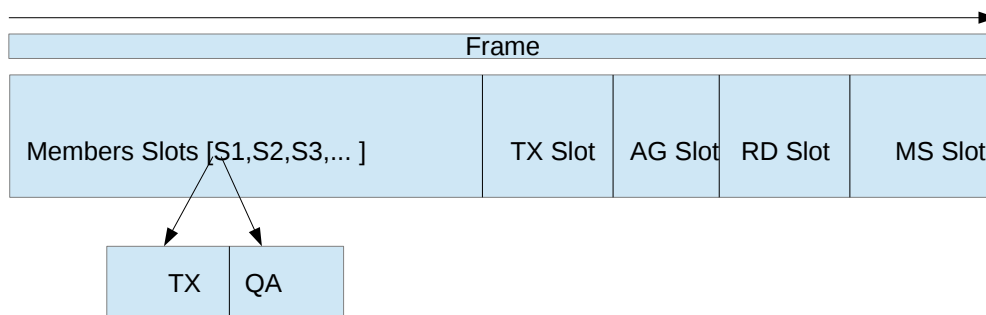 Frame
Members Slots [S1,S2,S3,... ]
TX Slot
AG Slot
RD Slot
MS Slot
TX
QA